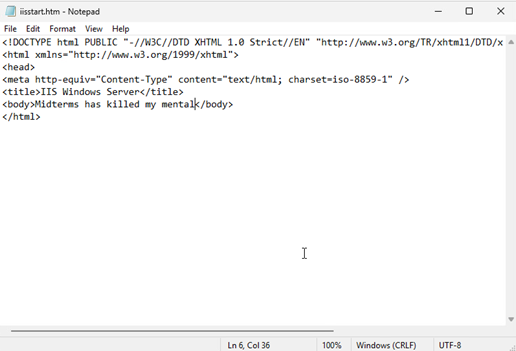 iisstart.htm - Notepad
File Edit Format View Help
<!DOCTYPE html PUBLIC "-//W3C//DTD XHTML 1.0 Strict//EN" "http://www.w3.org/TR/xhtml1/DTD/x
<html xmlns="http://www.w3.org/1999/xhtml">
<head>
<meta http-equiv="Content-Type" content="text/html; charset=iso-8859-1" />
<title>IIS Windows Server</title>
<body>Midterms has killed my mental</body>
</html>
Ln 6, Col 36 100% Windows (CRLF) UTF-8